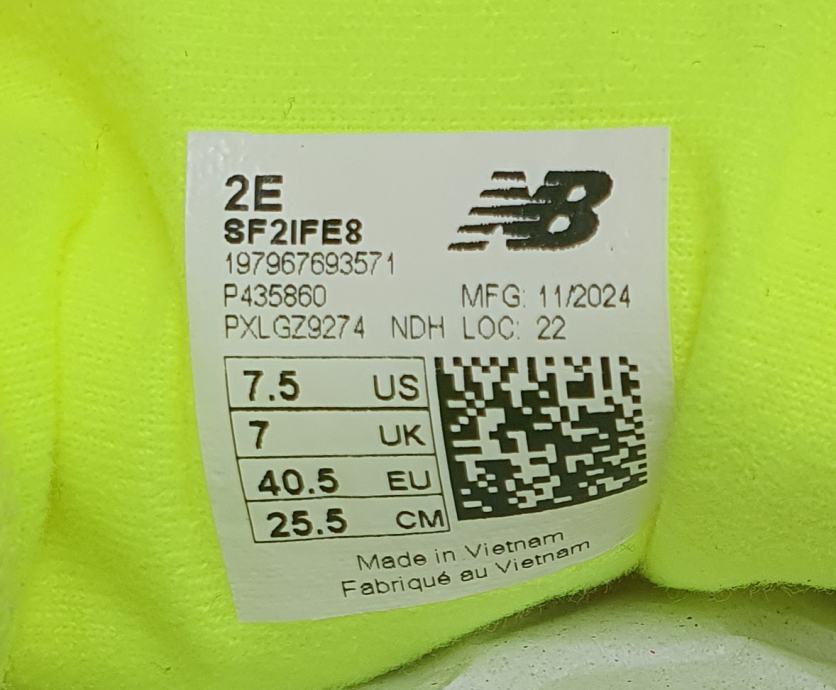 2E
NB
SF2IFE8
197967693571
P435860 MFG: 11/2024
PXLGZ9274 NDH LOC: 22
7.5 US
7 UK
40.5 EU
25.5 CM
Made in Vietnam
Fabriqué au Vietnam